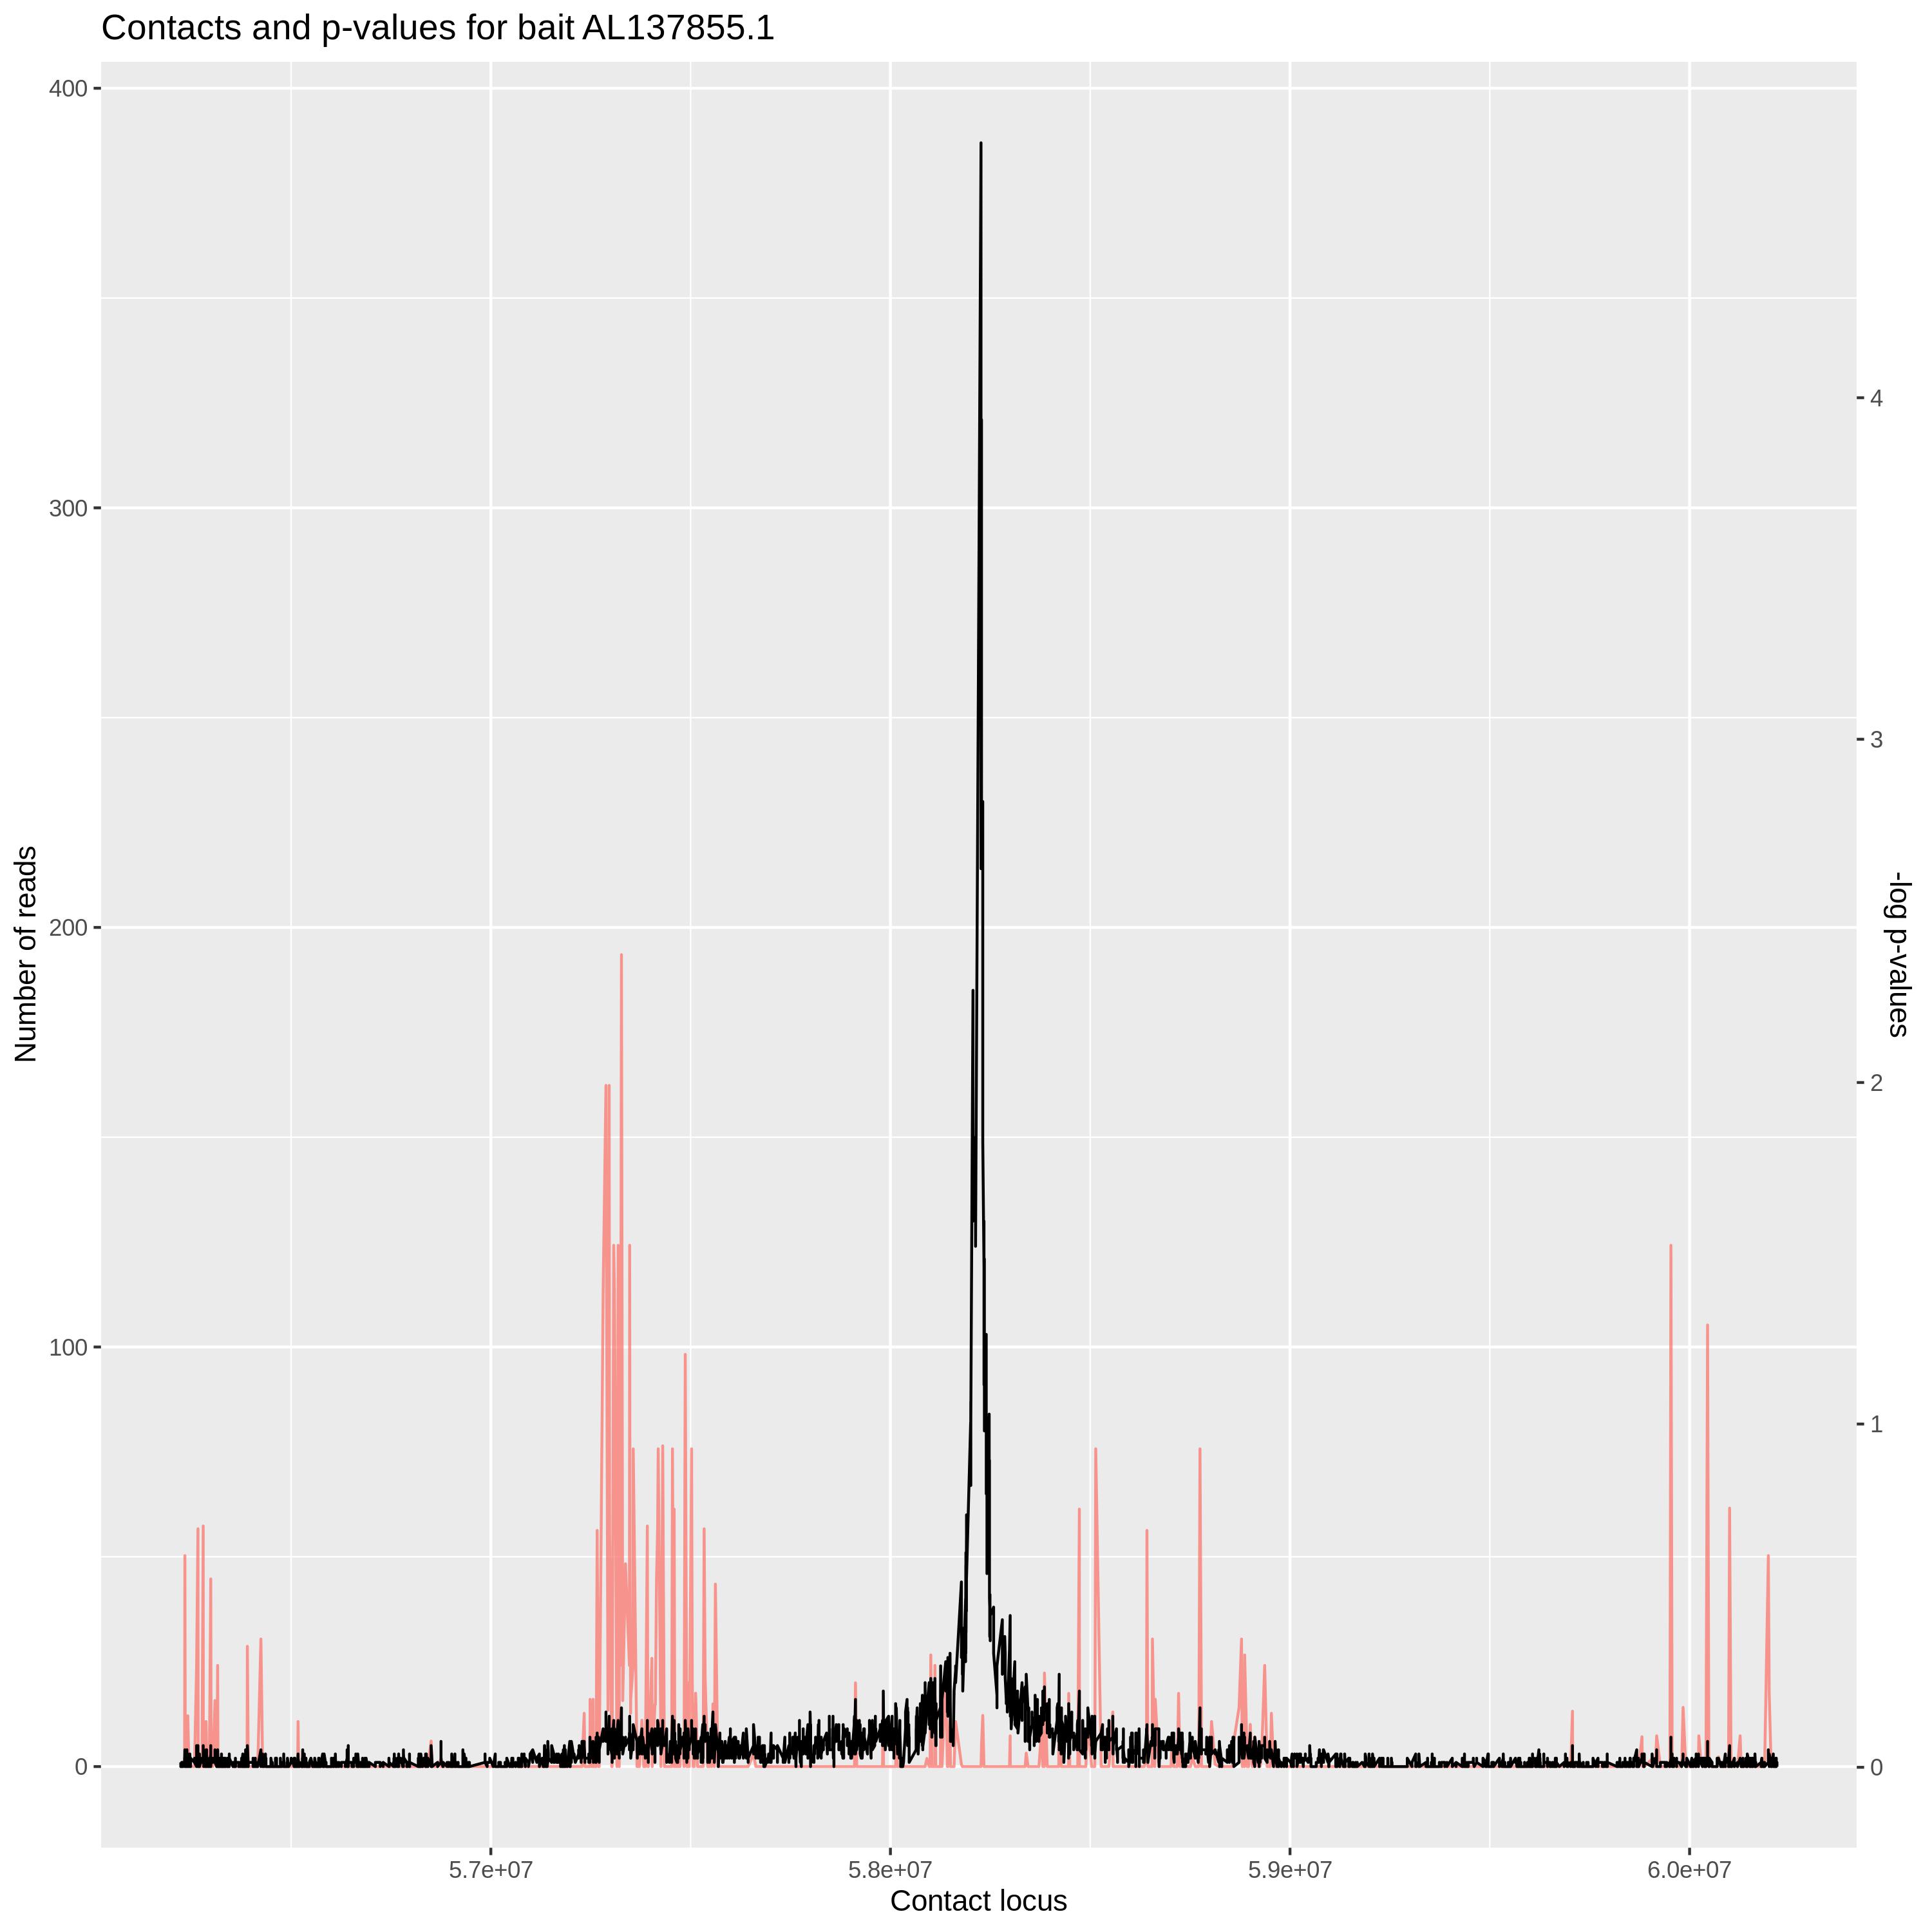 Contacts and p-values for bait AL137855.1
400
300
200
100
0
Number of reads
4
3
2
1
0
-log p-values
5.7e+07
5.8e+07
5.9e+07
6.0e+07
Contact locus